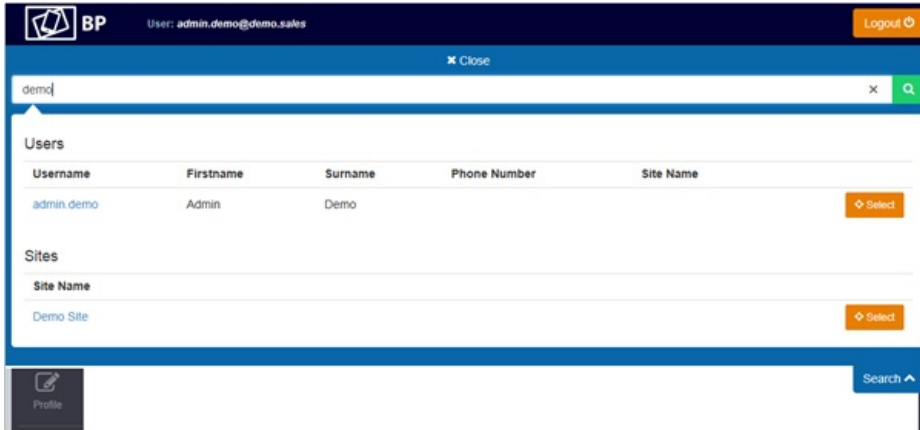 BP User: admin.demo@demo.sales Logout
Close
demo
Users
Username Firstname Surname Phone Number Site Name
admin.demo Admin Demo Select
Sites
Site Name
Demo Site Select
Search
Profile